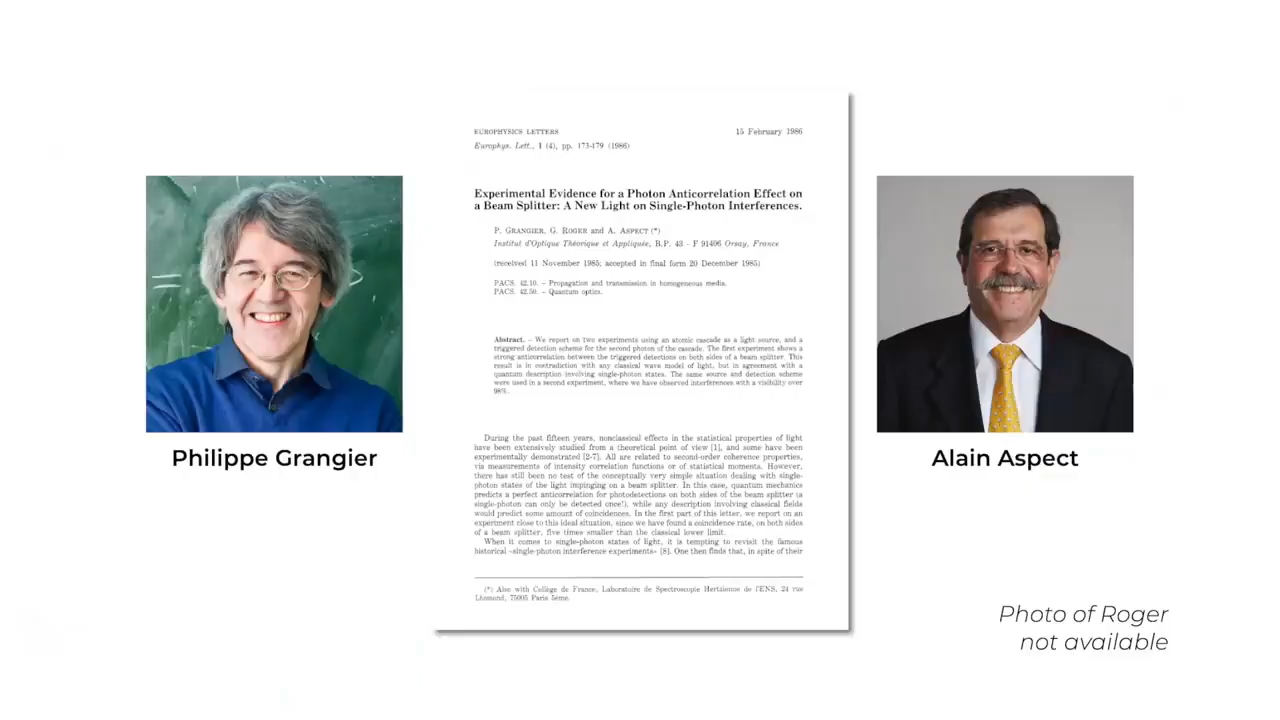 EUROPHYSICS LETTERS 15 February 1986
Europhys. Lett., 1 (4), pp. 173-179 (1986)
Experimental Evidence for a Photon Anticorrelation Effect on
a Beam Splitter: A New Light on Single-Photon Interferences.
P. GRANGIER, G. ROGER and A. ASPECT (*)
Institut d'Optique Théorique et Appliquée, B.P. 43 - F 91406 Orsay, France
(received 11 November 1985; accepted in final form 20 December 1985)
PACS. 42.10. – Propagation and transmission in homogeneous media.
PACS. 42.50. – Quantum optics.
Abstract. – We report on two experiments using an atomic cascade as a light source, and a
triggered detection scheme for the second photon of the cascade. The first experiment shows a
strong anticorrelation between the triggered detections on both sides of a beam splitter. This
result is in contradiction with any classical wave model of light, but in agreement with a
quantum description involving single-photon states. The same source and detection scheme
were used in a second experiment, where we have observed interferences with a visibility over
98%.
During the past fifteen years, nonclassical effects in the statistical properties of light
have been extensively studied from a theoretical point of view [1], and some have been
experimentally demonstrated [2-7]. All are related to second-order coherence properties,
via measurements of intensity correlation functions or of statistical moments. However,
there has still been no test of the conceptually very simple situation dealing with single-
photon states of the light impinging on a beam splitter. In this case, quantum mechanics
predicts a perfect anticorrelation for photodetections on both sides of the beam splitter (a
single-photon can only be detected once!), while any description involving classical fields
would predict some amount of coincidences. In the first part of this letter, we report on an
experiment close to this ideal situation, since we have found a coincidence rate, on both sides
of a beam splitter, five times smaller than the classical lower limit.
When it comes to single-photon states of light, it is tempting to revisit the famous
historical «single-photon interference experiments» [8]. One then finds that, in spite of their
(*) Also with Collège de France, Laboratoire de Spectroscopie Hertzienne de l'ENS, 24 rue
Lhomond, 75005 Paris 5ème.
Philippe Grangier
Alain Aspect
Photo of Roger
not available